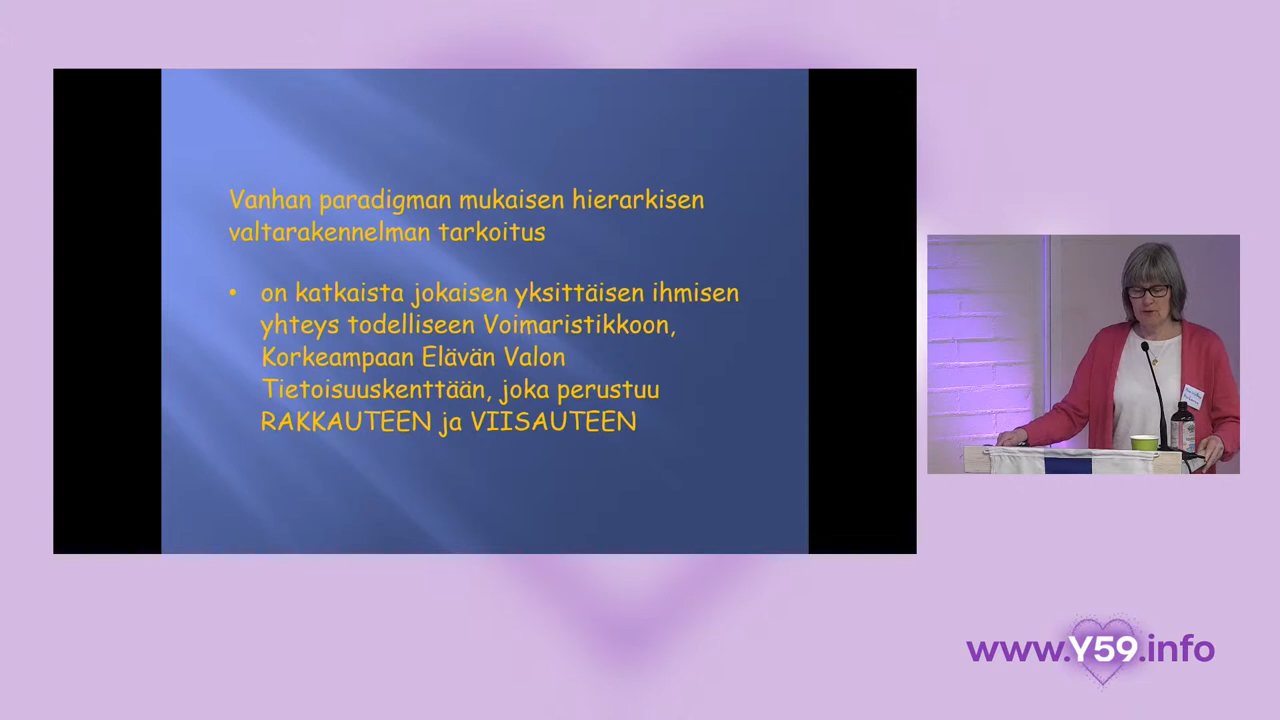 Vanhan paradigman mukaisen hierarkisen
valtarakennelman tarkoitus
• on katkaista jokaisen yksittäisen ihmisen
yhteys todelliseen Voimaristikkoon,
Korkeampaan Elävän Valon
Tietoisuuskenttään, joka perustuu
RAKKAUTEEN ja VIISAUTEEN
www.Y59.info